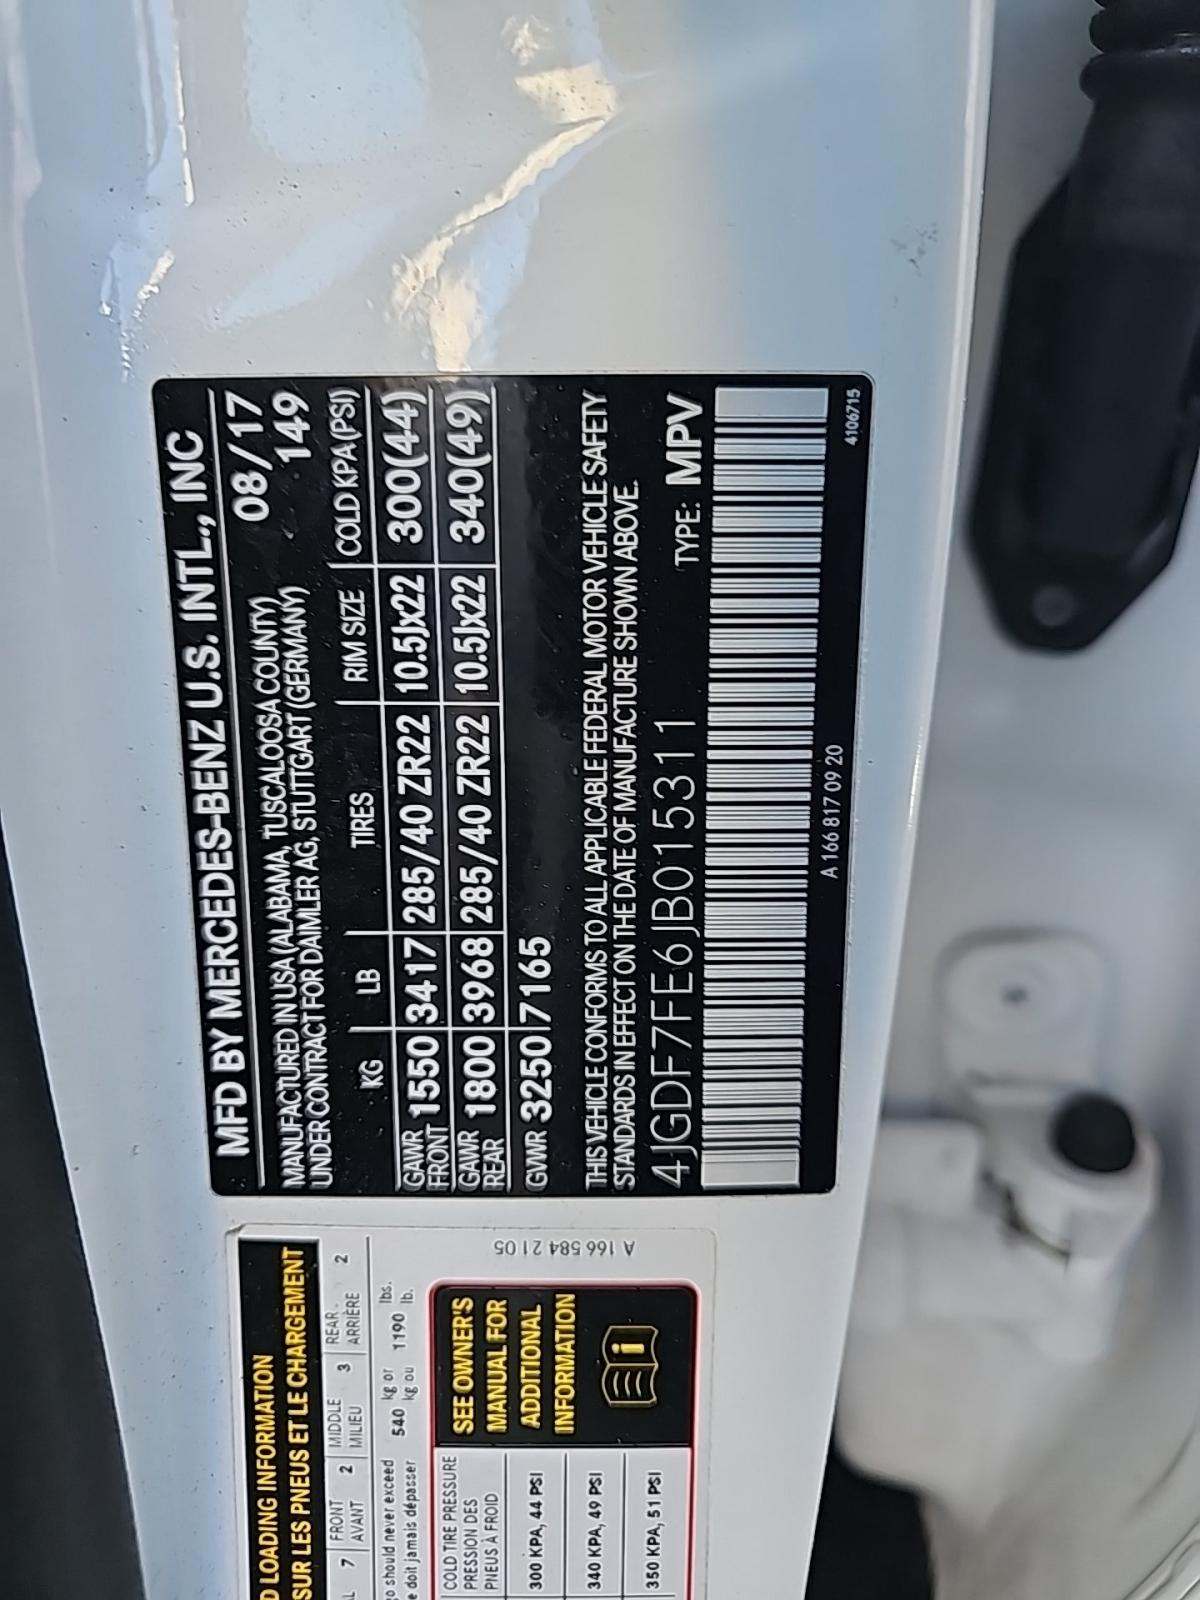 MFD BY MERCEDES-BENZ U.S. INTL., INC
MANUFACTURED IN USA (ALABAMA, TUSCALOOSA COUNTY) 08/17
UNDER CONTRACT FOR DAIMLER AG, STUTTGART (GERMANY) 149
KG LB TIRES RIM SIZE COLD KPA (PSI)
GAWR FRONT 1550 3417 285/40 ZR22 10.5Jx22 300(44)
GAWR REAR 1800 3968 285/40 ZR22 10.5Jx22 340(49)
GVWR 3250 7165
THIS VEHICLE CONFORMS TO ALL APPLICABLE FEDERAL MOTOR VEHICLE SAFETY
STANDARDS IN EFFECT ON THE DATE OF MANUFACTURE SHOWN ABOVE.
4JGDF7FE6JB015311 TYPE: MPV
A 166 817 09 20 4106715
D LOADING INFORMATION
SUR LES PNEUS ET LE CHARGEMENT
7 FRONT 2 MIDDLE 3 REAR 2
AVANT MILIEU ARRIÈRE
should never exceed 540 kg or 1190 lbs.
e doit jamais dépasser kg ou lb.
COLD TIRE PRESSURE
PRESSION DES
PNEUS À FROID
300 KPA, 44 PSI
340 KPA, 49 PSI
350 KPA, 51 PSI
SEE OWNER'S
MANUAL FOR
ADDITIONAL
INFORMATION
i
A 166 584 21 05